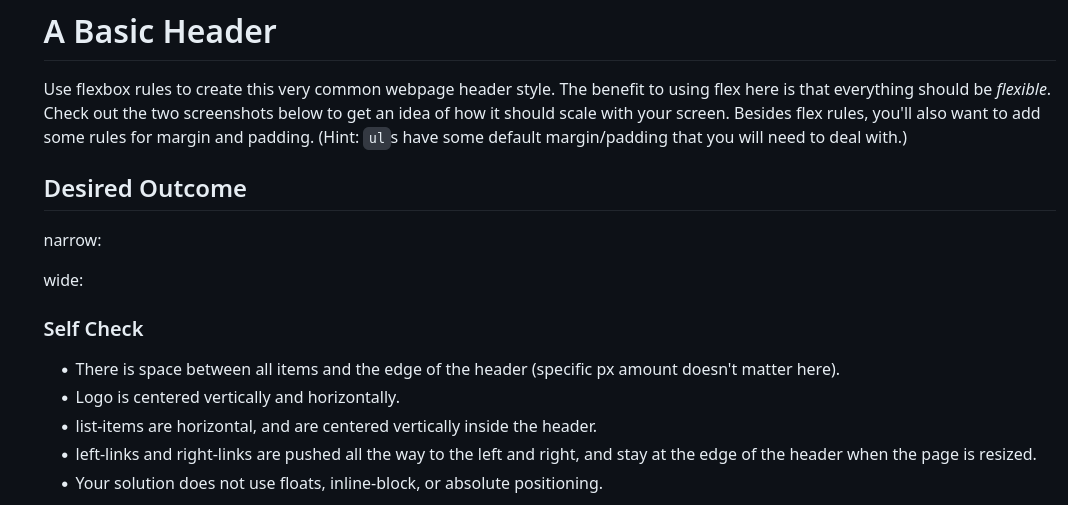 A Basic Header
Use flexbox rules to create this very common webpage header style. The benefit to using flex here is that everything should be flexible.
Check out the two screenshots below to get an idea of how it should scale with your screen. Besides flex rules, you'll also want to add
some rules for margin and padding. (Hint: uls have some default margin/padding that you will need to deal with.)
Desired Outcome
narrow:
wide:
Self Check
• There is space between all items and the edge of the header (specific px amount doesn't matter here).
• Logo is centered vertically and horizontally.
• list-items are horizontal, and are centered vertically inside the header.
• left-links and right-links are pushed all the way to the left and right, and stay at the edge of the header when the page is resized.
• Your solution does not use floats, inline-block, or absolute positioning.